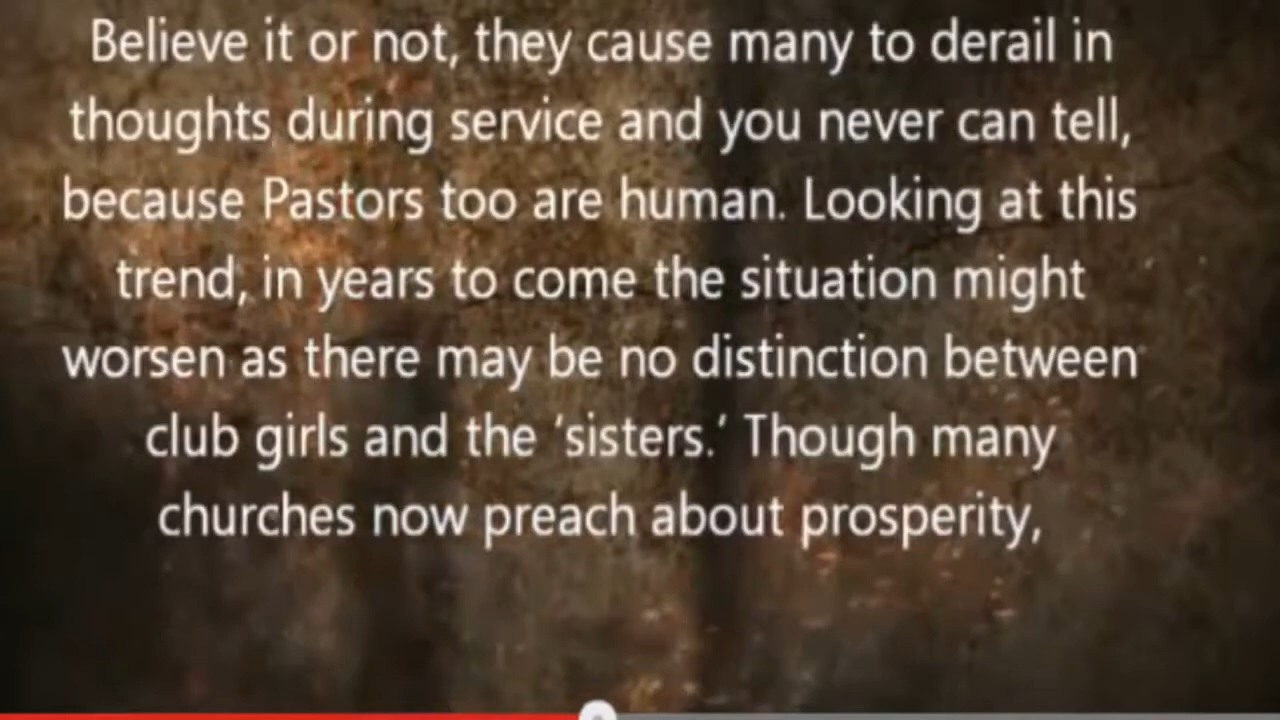 Believe it or not, they cause many to derail in
thoughts during service and you never can tell,
because Pastors too are human. Looking at this
trend, in years to come the situation might
worsen as there may be no distinction between
club girls and the ‘sisters.’ Though many
churches now preach about prosperity,